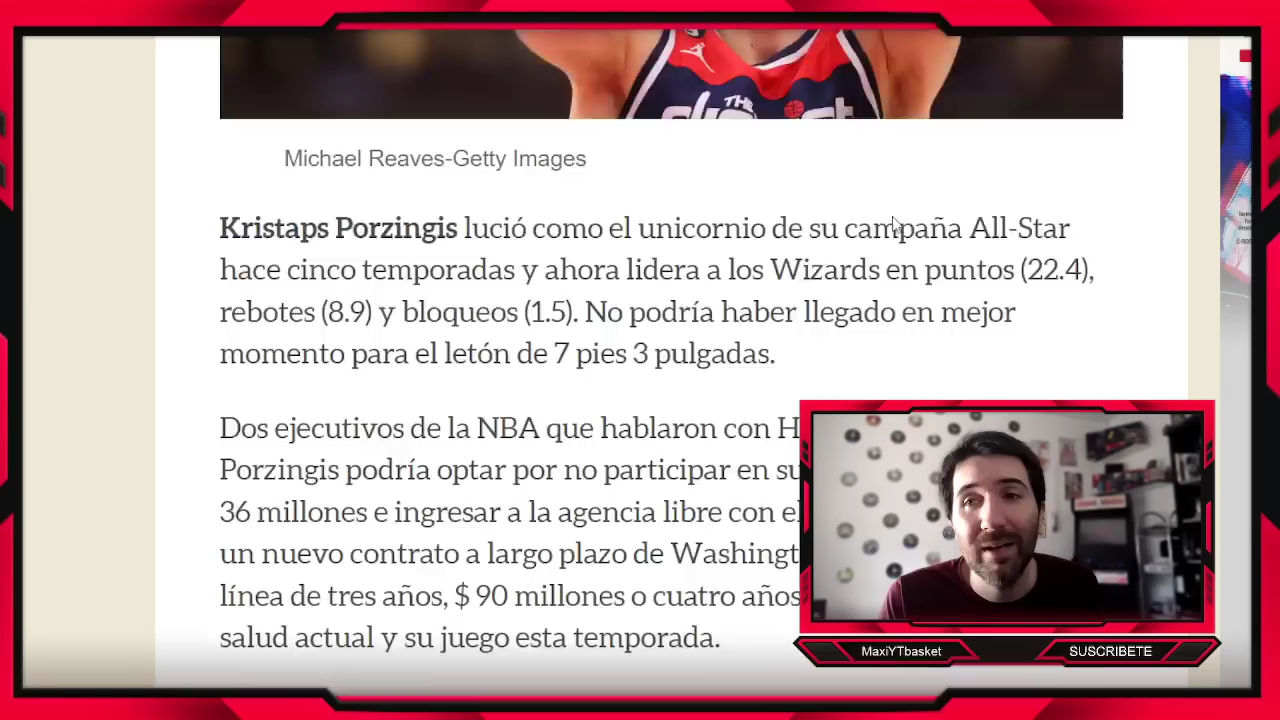 THE
Michael Reaves-Getty Images
Kristaps Porzingis lució como el unicornio de su campaña All-Star
hace cinco temporadas y ahora lidera a los Wizards en puntos (22.4),
rebotes (8.9) y bloqueos (1.5). No podría haber llegado en mejor
momento para el letón de 7 pies 3 pulgadas.
Dos ejecutivos de la NBA que hablaron con H
Porzingis podría optar por no participar en su
36 millones e ingresar a la agencia libre con el
un nuevo contrato a largo plazo de Washingt
línea de tres años, $ 90 millones o cuatro años
salud actual y su juego esta temporada.
MaxiYTbasket
SUSCRIBETE